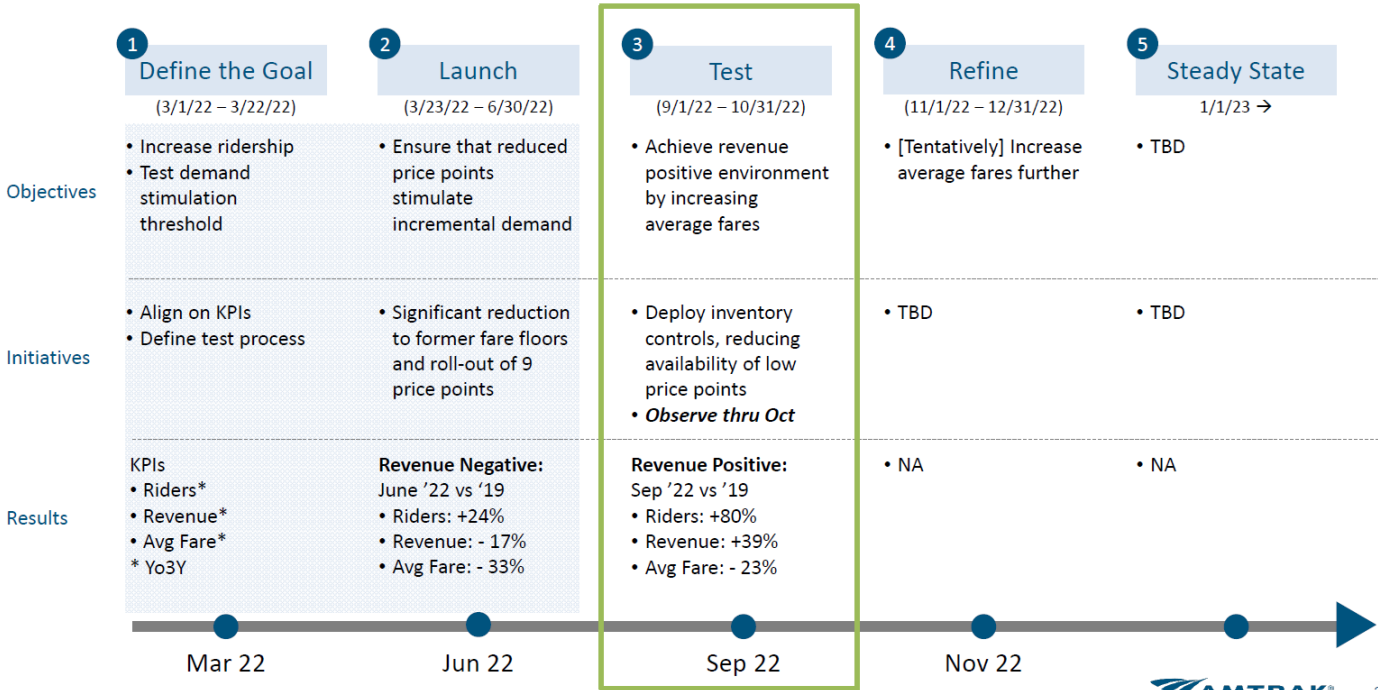 1
Define the Goal
(3/1/22 – 3/22/22)
2
Launch
(3/23/22 – 6/30/22)
3
Test
(9/1/22 – 10/31/22)
4
Refine
(11/1/22 – 12/31/22)
5
Steady State
1/1/23 →
Objectives
• Increase ridership
• Test demand
stimulation
threshold
• Ensure that reduced
price points
stimulate
incremental demand
• Achieve revenue
positive environment
by increasing
average fares
• [Tentatively] Increase
average fares further
• TBD
Initiatives
• Align on KPIs
• Define test process
• Significant reduction
to former fare floors
and roll-out of 9
price points
• Deploy inventory
controls, reducing
availability of low
price points
• Observe thru Oct
• TBD
• TBD
Results
KPIs
• Riders*
• Revenue*
• Avg Fare*
* Yo3Y
Revenue Negative:
June ’22 vs ‘19
• Riders: +24%
• Revenue: - 17%
• Avg Fare: - 33%
Revenue Positive:
Sep ’22 vs ’19
• Riders: +80%
• Revenue: +39%
• Avg Fare: - 23%
• NA
• NA
Mar 22
Jun 22
Sep 22
Nov 22
AMTRAK